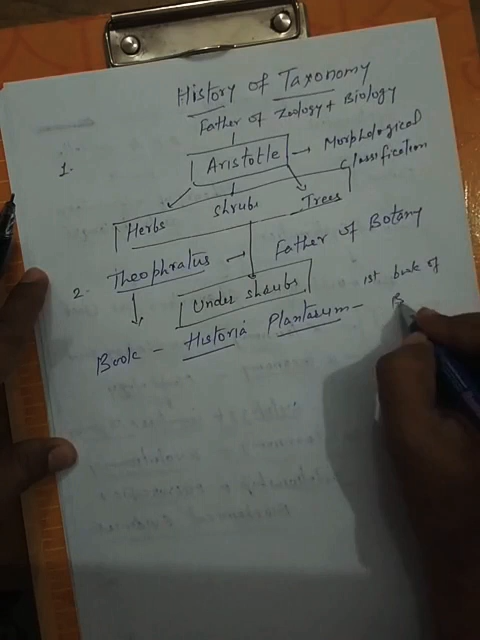 History of Taxonomy
Father of Zoology + Biology
1. Aristotle → Morphological
classification
Herbs shrubs Trees
2. Theophratus → Father of Botany
Under shrubs
Book - Historia Plantarum - 1st book of
B